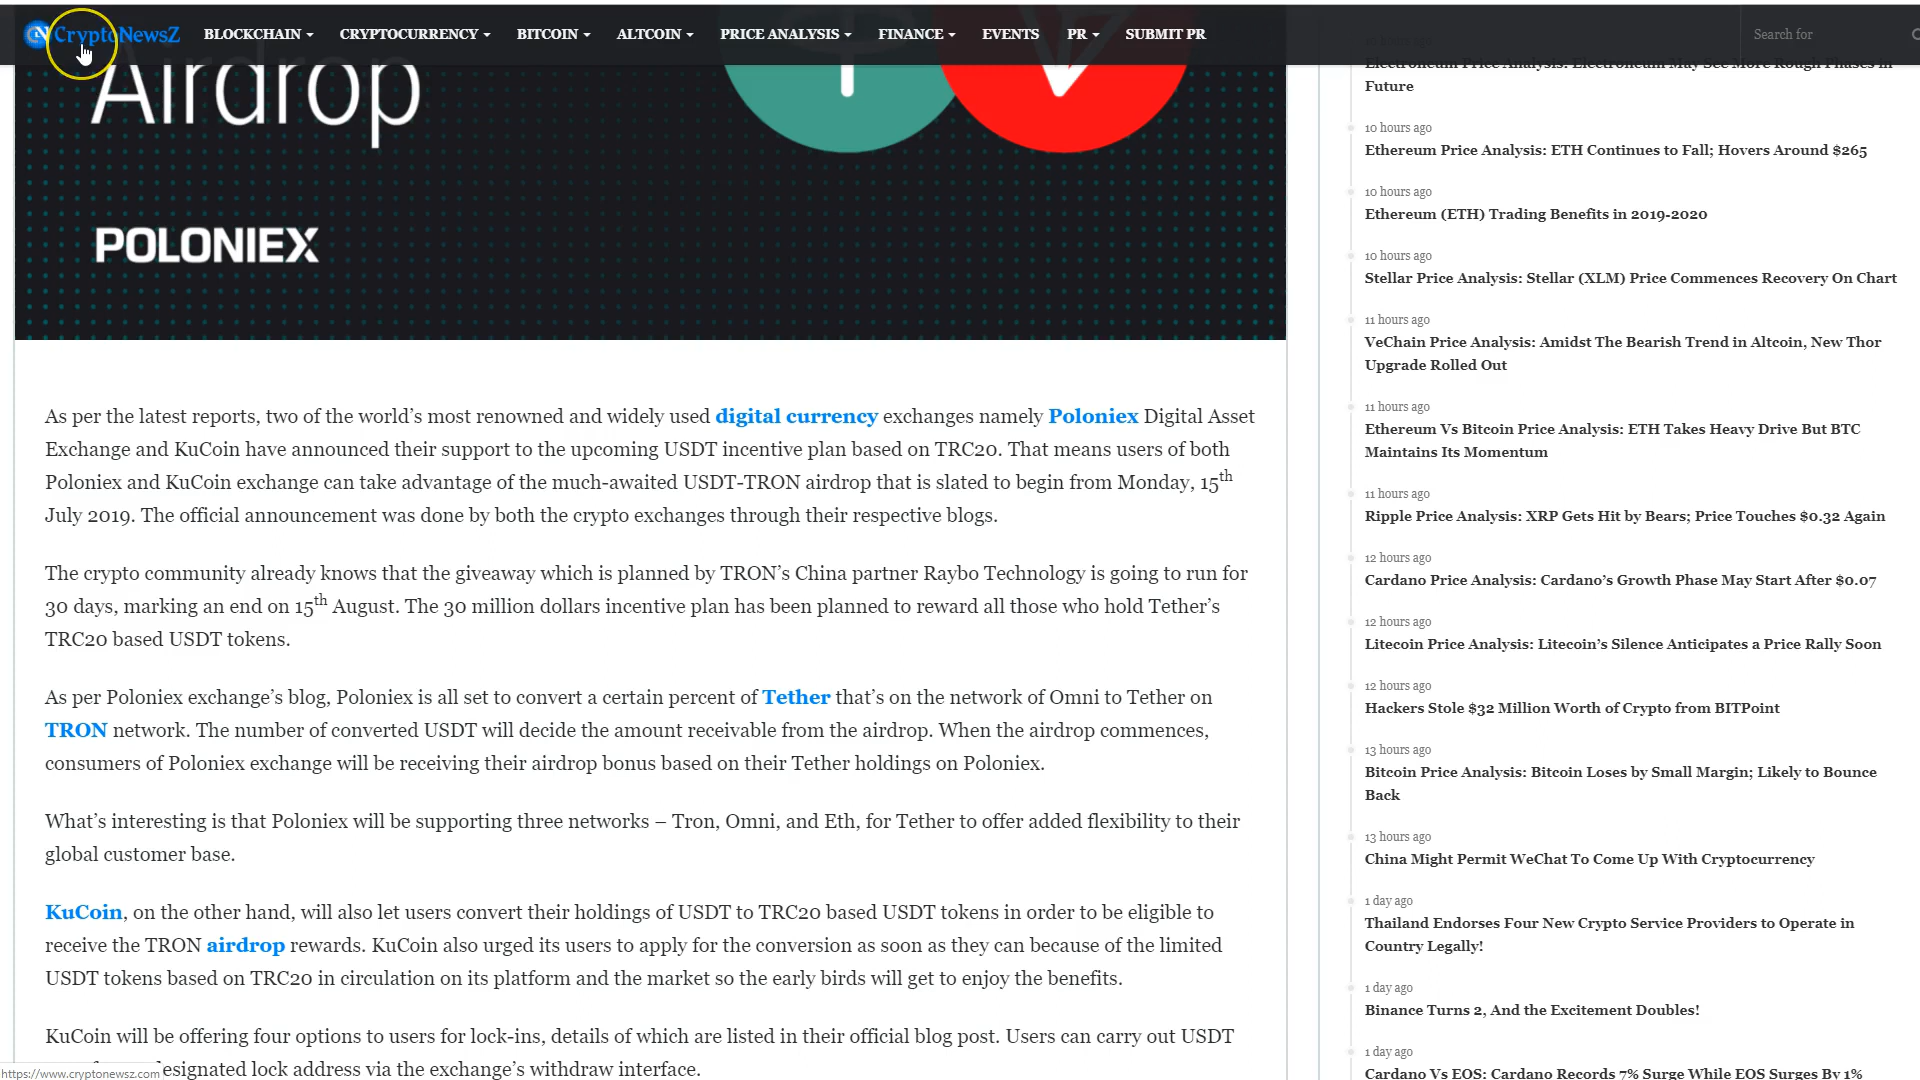 CryptoNewsZ BLOCKCHAIN CRYPTOCURRENCY BITCOIN ALTCOIN PRICE ANALYSIS FINANCE EVENTS PR SUBMIT PR Search for
Airdrop
POLONIEX
As per the latest reports, two of the world’s most renowned and widely used digital currency exchanges namely Poloniex Digital Asset
Exchange and KuCoin have announced their support to the upcoming USDT incentive plan based on TRC20. That means users of both
Poloniex and KuCoin exchange can take advantage of the much-awaited USDT-TRON airdrop that is slated to begin from Monday, 15th
July 2019. The official announcement was done by both the crypto exchanges through their respective blogs.
The crypto community already knows that the giveaway which is planned by TRON’s China partner Raybo Technology is going to run for
30 days, marking an end on 15th August. The 30 million dollars incentive plan has been planned to reward all those who hold Tether’s
TRC20 based USDT tokens.
As per Poloniex exchange’s blog, Poloniex is all set to convert a certain percent of Tether that’s on the network of Omni to Tether on
TRON network. The number of converted USDT will decide the amount receivable from the airdrop. When the airdrop commences,
consumers of Poloniex exchange will be receiving their airdrop bonus based on their Tether holdings on Poloniex.
What’s interesting is that Poloniex will be supporting three networks – Tron, Omni, and Eth, for Tether to offer added flexibility to their
global customer base.
KuCoin, on the other hand, will also let users convert their holdings of USDT to TRC20 based USDT tokens in order to be eligible to
receive the TRON airdrop rewards. KuCoin also urged its users to apply for the conversion as soon as they can because of the limited
USDT tokens based on TRC20 in circulation on its platform and the market so the early birds will get to enjoy the benefits.
KuCoin will be offering four options to users for lock-ins, details of which are listed in their official blog post. Users can carry out USDT
esignated lock address via the exchange’s withdraw interface.
https://www.cryptonewsz.com
Electroneum Price Analysis: Electroneum May See More Rough Phases in
Future
10 hours ago
Ethereum Price Analysis: ETH Continues to Fall; Hovers Around $265
10 hours ago
Ethereum (ETH) Trading Benefits in 2019-2020
10 hours ago
Stellar Price Analysis: Stellar (XLM) Price Commences Recovery On Chart
11 hours ago
VeChain Price Analysis: Amidst The Bearish Trend in Altcoin, New Thor
Upgrade Rolled Out
11 hours ago
Ethereum Vs Bitcoin Price Analysis: ETH Takes Heavy Drive But BTC
Maintains Its Momentum
11 hours ago
Ripple Price Analysis: XRP Gets Hit by Bears; Price Touches $0.32 Again
12 hours ago
Cardano Price Analysis: Cardano’s Growth Phase May Start After $0.07
12 hours ago
Litecoin Price Analysis: Litecoin’s Silence Anticipates a Price Rally Soon
12 hours ago
Hackers Stole $32 Million Worth of Crypto from BITPoint
13 hours ago
Bitcoin Price Analysis: Bitcoin Loses by Small Margin; Likely to Bounce
Back
13 hours ago
China Might Permit WeChat To Come Up With Cryptocurrency
1 day ago
Thailand Endorses Four New Crypto Service Providers to Operate in
Country Legally!
1 day ago
Binance Turns 2, And the Excitement Doubles!
1 day ago
Cardano Vs EOS: Cardano Records 7% Surge While EOS Surges By 1%